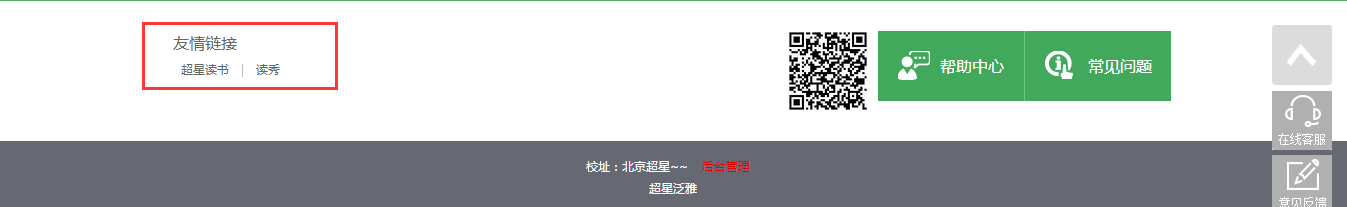 友情链接
超星读书 | 读秀
帮助中心
常见问题
在线客服
意见反馈
校址：北京超星~~ 后台管理
超星泛雅